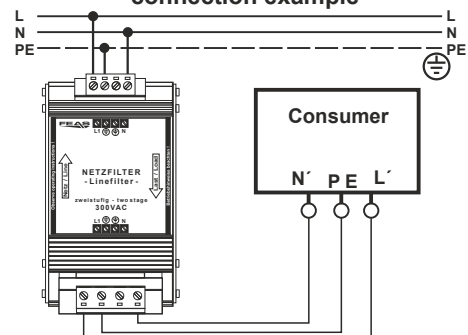 connection example
L L
N N
PE PE
FEAS
L1 N
NETZFILTER
- Linefilter -
Netz / Line
Last / Load
zweistufig - two stage
300VAC
L1 N
Consumer
N´ PE L´